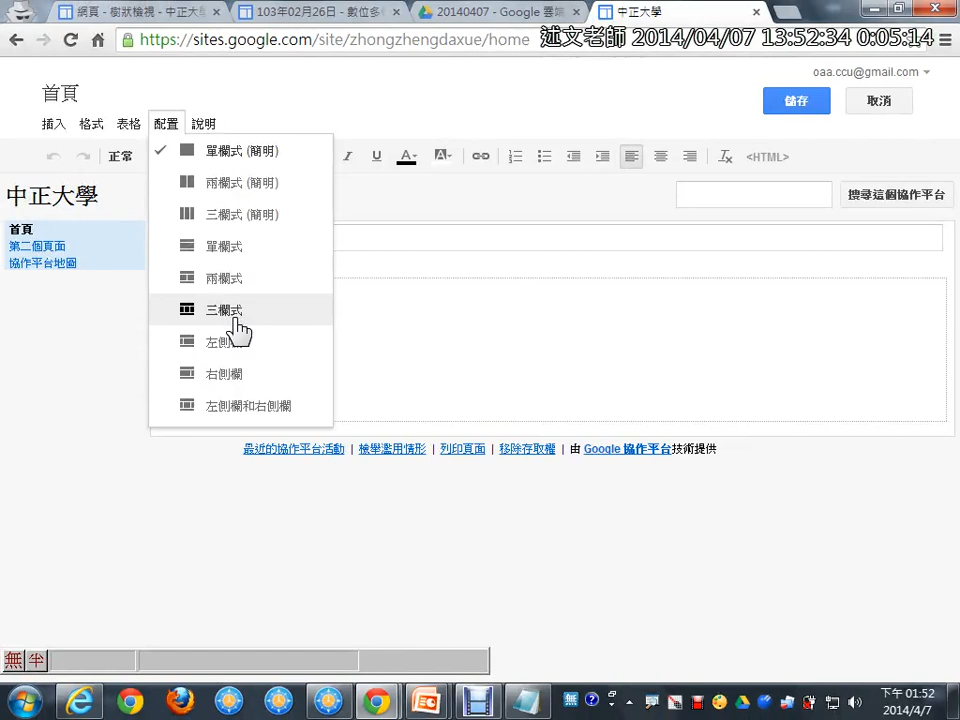 網頁 - 樹狀檢視 - 中正大學
103年02月26日 - 數位多
20140407 - Google 雲端
中正大學
https://sites.google.com/site/zhongzhengdaxue/home
述文老師 2014/04/07 13:52:34 0:05:14
oaa.ccu@gmail.com
首頁
儲存
取消
插入 格式 表格 配置 說明
正常
I U A A <HTML>
單欄式 (簡明)
兩欄式 (簡明)
三欄式 (簡明)
單欄式
兩欄式
三欄式
左側
右側欄
左側欄和右側欄
中正大學
搜尋這個協作平台
首頁
第二個頁面
協作平台地圖
最近的協作平台活動 | 檢舉濫用情形 | 列印頁面 | 移除存取權 | 由 Google 協作平台技術提供
無 半
無
下午 01:52
2014/4/7